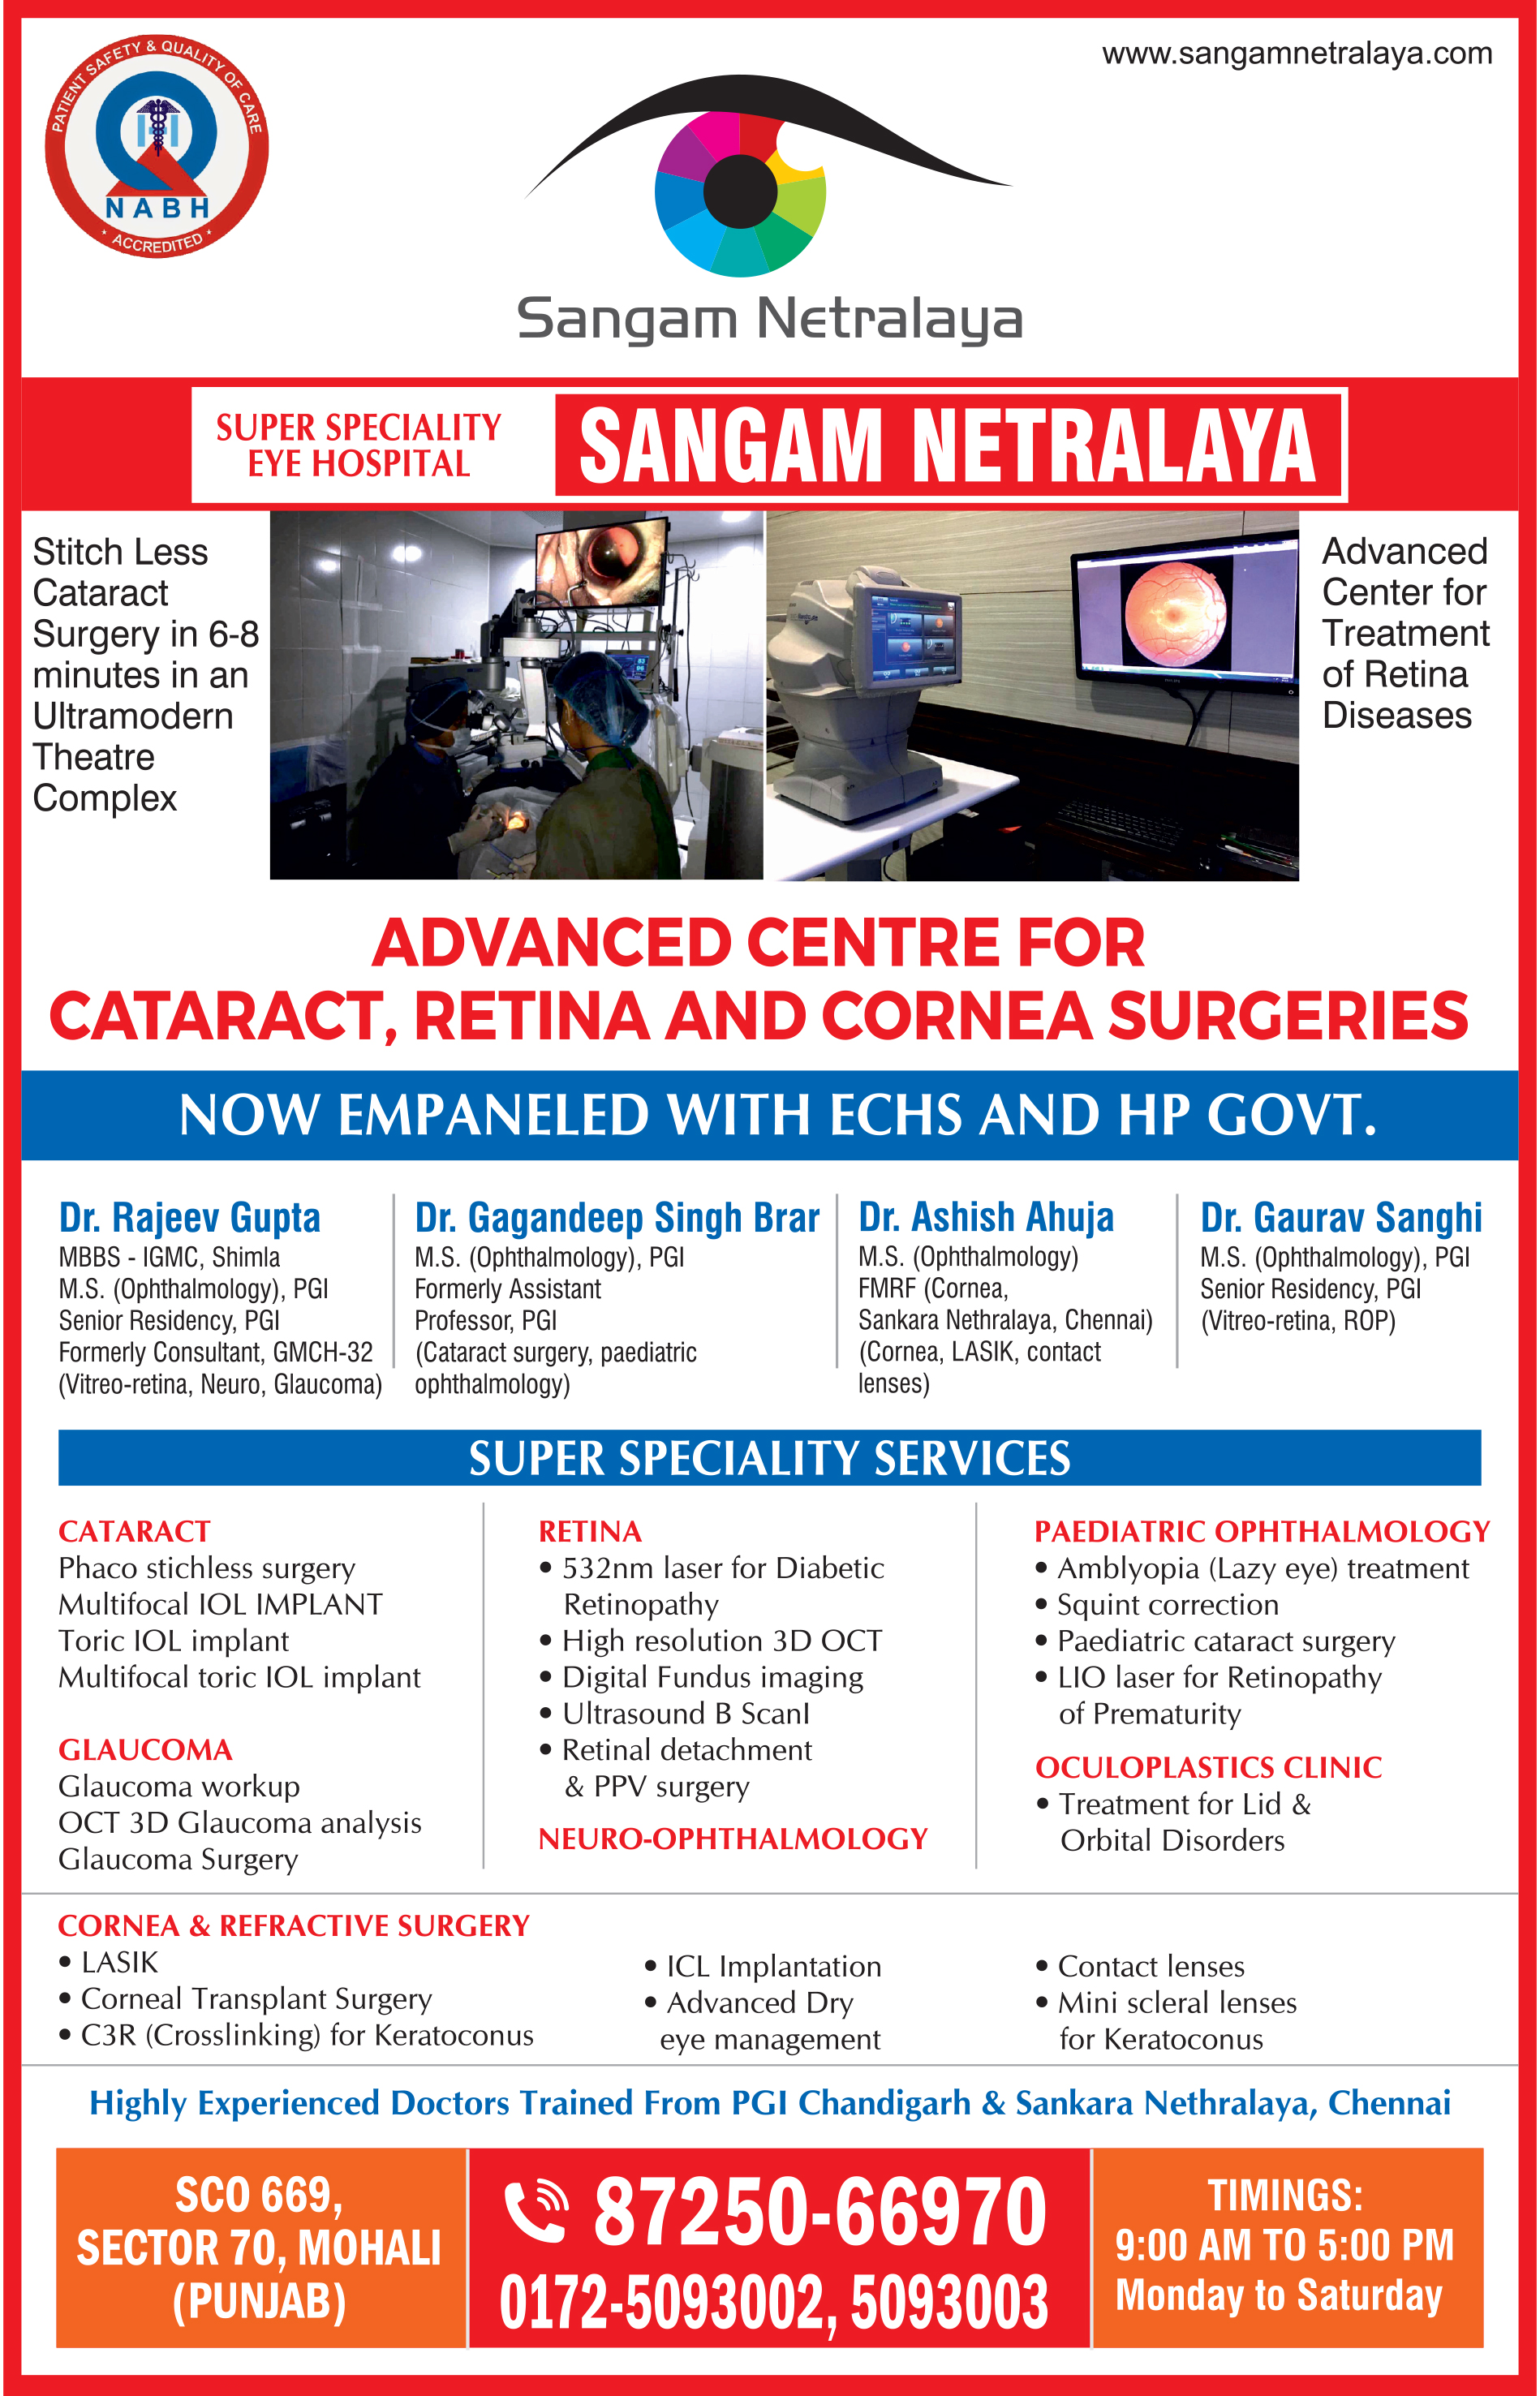 PATIENT SAFETY & QUALITY OF CARE
NABH
* ACCREDITED *
www.sangamnetralaya.com
Sangam Netralaya
SUPER SPECIALITY
EYE HOSPITAL
SANGAM NETRALAYA
Stitch Less
Cataract
Surgery in 6-8
minutes in an
Ultramodern
Theatre
Complex
Advanced
Center for
Treatment
of Retina
Diseases
ADVANCED CENTRE FOR
CATARACT, RETINA AND CORNEA SURGERIES
NOW EMPANELED WITH ECHS AND HP GOVT.
Dr. Rajeev Gupta
MBBS - IGMC, Shimla
M.S. (Ophthalmology), PGI
Senior Residency, PGI
Formerly Consultant, GMCH-32
(Vitreo-retina, Neuro, Glaucoma)
Dr. Gagandeep Singh Brar
M.S. (Ophthalmology), PGI
Formerly Assistant
Professor, PGI
(Cataract surgery, paediatric
ophthalmology)
Dr. Ashish Ahuja
M.S. (Ophthalmology)
FMRF (Cornea,
Sankara Nethralaya, Chennai)
(Cornea, LASIK, contact
lenses)
Dr. Gaurav Sanghi
M.S. (Ophthalmology), PGI
Senior Residency, PGI
(Vitreo-retina, ROP)
SUPER SPECIALITY SERVICES
CATARACT
Phaco stichless surgery
Multifocal IOL IMPLANT
Toric IOL implant
Multifocal toric IOL implant
GLAUCOMA
Glaucoma workup
OCT 3D Glaucoma analysis
Glaucoma Surgery
RETINA
• 532nm laser for Diabetic
Retinopathy
• High resolution 3D OCT
• Digital Fundus imaging
• Ultrasound B ScanI
• Retinal detachment
& PPV surgery
NEURO-OPHTHALMOLOGY
PAEDIATRIC OPHTHALMOLOGY
• Amblyopia (Lazy eye) treatment
• Squint correction
• Paediatric cataract surgery
• LIO laser for Retinopathy
of Prematurity
OCULOPLASTICS CLINIC
• Treatment for Lid &
Orbital Disorders
CORNEA & REFRACTIVE SURGERY
• LASIK
• Corneal Transplant Surgery
• C3R (Crosslinking) for Keratoconus
• ICL Implantation
• Advanced Dry
eye management
• Contact lenses
• Mini scleral lenses
for Keratoconus
Highly Experienced Doctors Trained From PGI Chandigarh & Sankara Nethralaya, Chennai
SCO 669,
SECTOR 70, MOHALI
(PUNJAB)
87250-66970
0172-5093002, 5093003
TIMINGS:
9:00 AM TO 5:00 PM
Monday to Saturday